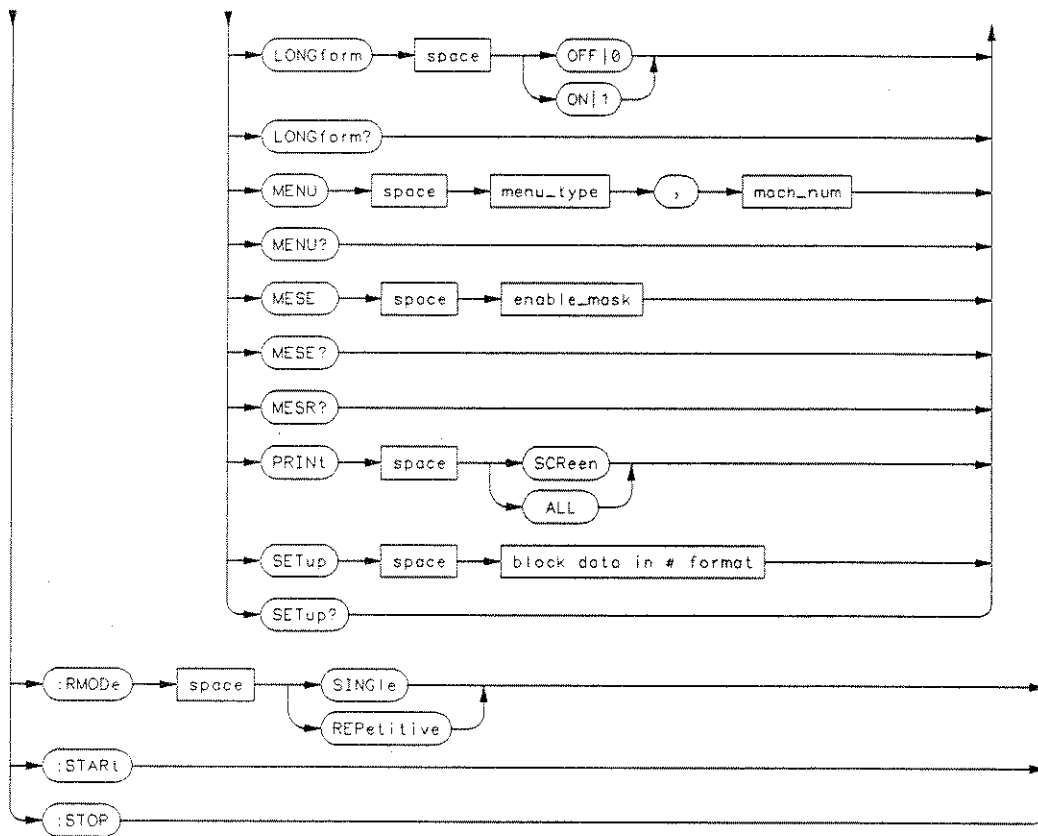 LONGform space OFF|0
ON|1
LONGform?
MENU space menu_type , mach_num
MENU?
MESE space enable_mask
MESE?
MESR?
PRINt space SCReen
ALL
SETup space block data in # format
SETup?
:RMODe space SINGle
REPetitive
:STARt
:STOP